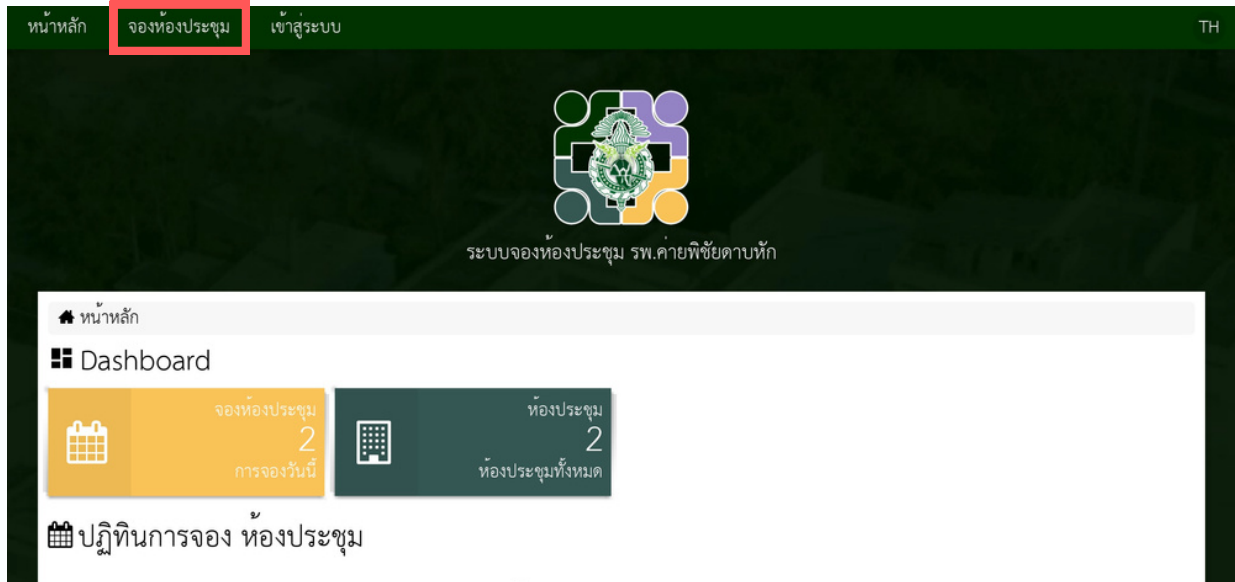 หน้าหลัก จองห้องประชุม เข้าสู่ระบบ TH
ระบบจองห้องประชุม รพ.ค่ายพิชัยดาบหัก
หน้าหลัก
Dashboard
จองห้องประชุม
2
การจองวันนี้
ห้องประชุม
2
ห้องประชุมทั้งหมด
ปฏิทินการจอง ห้องประชุม